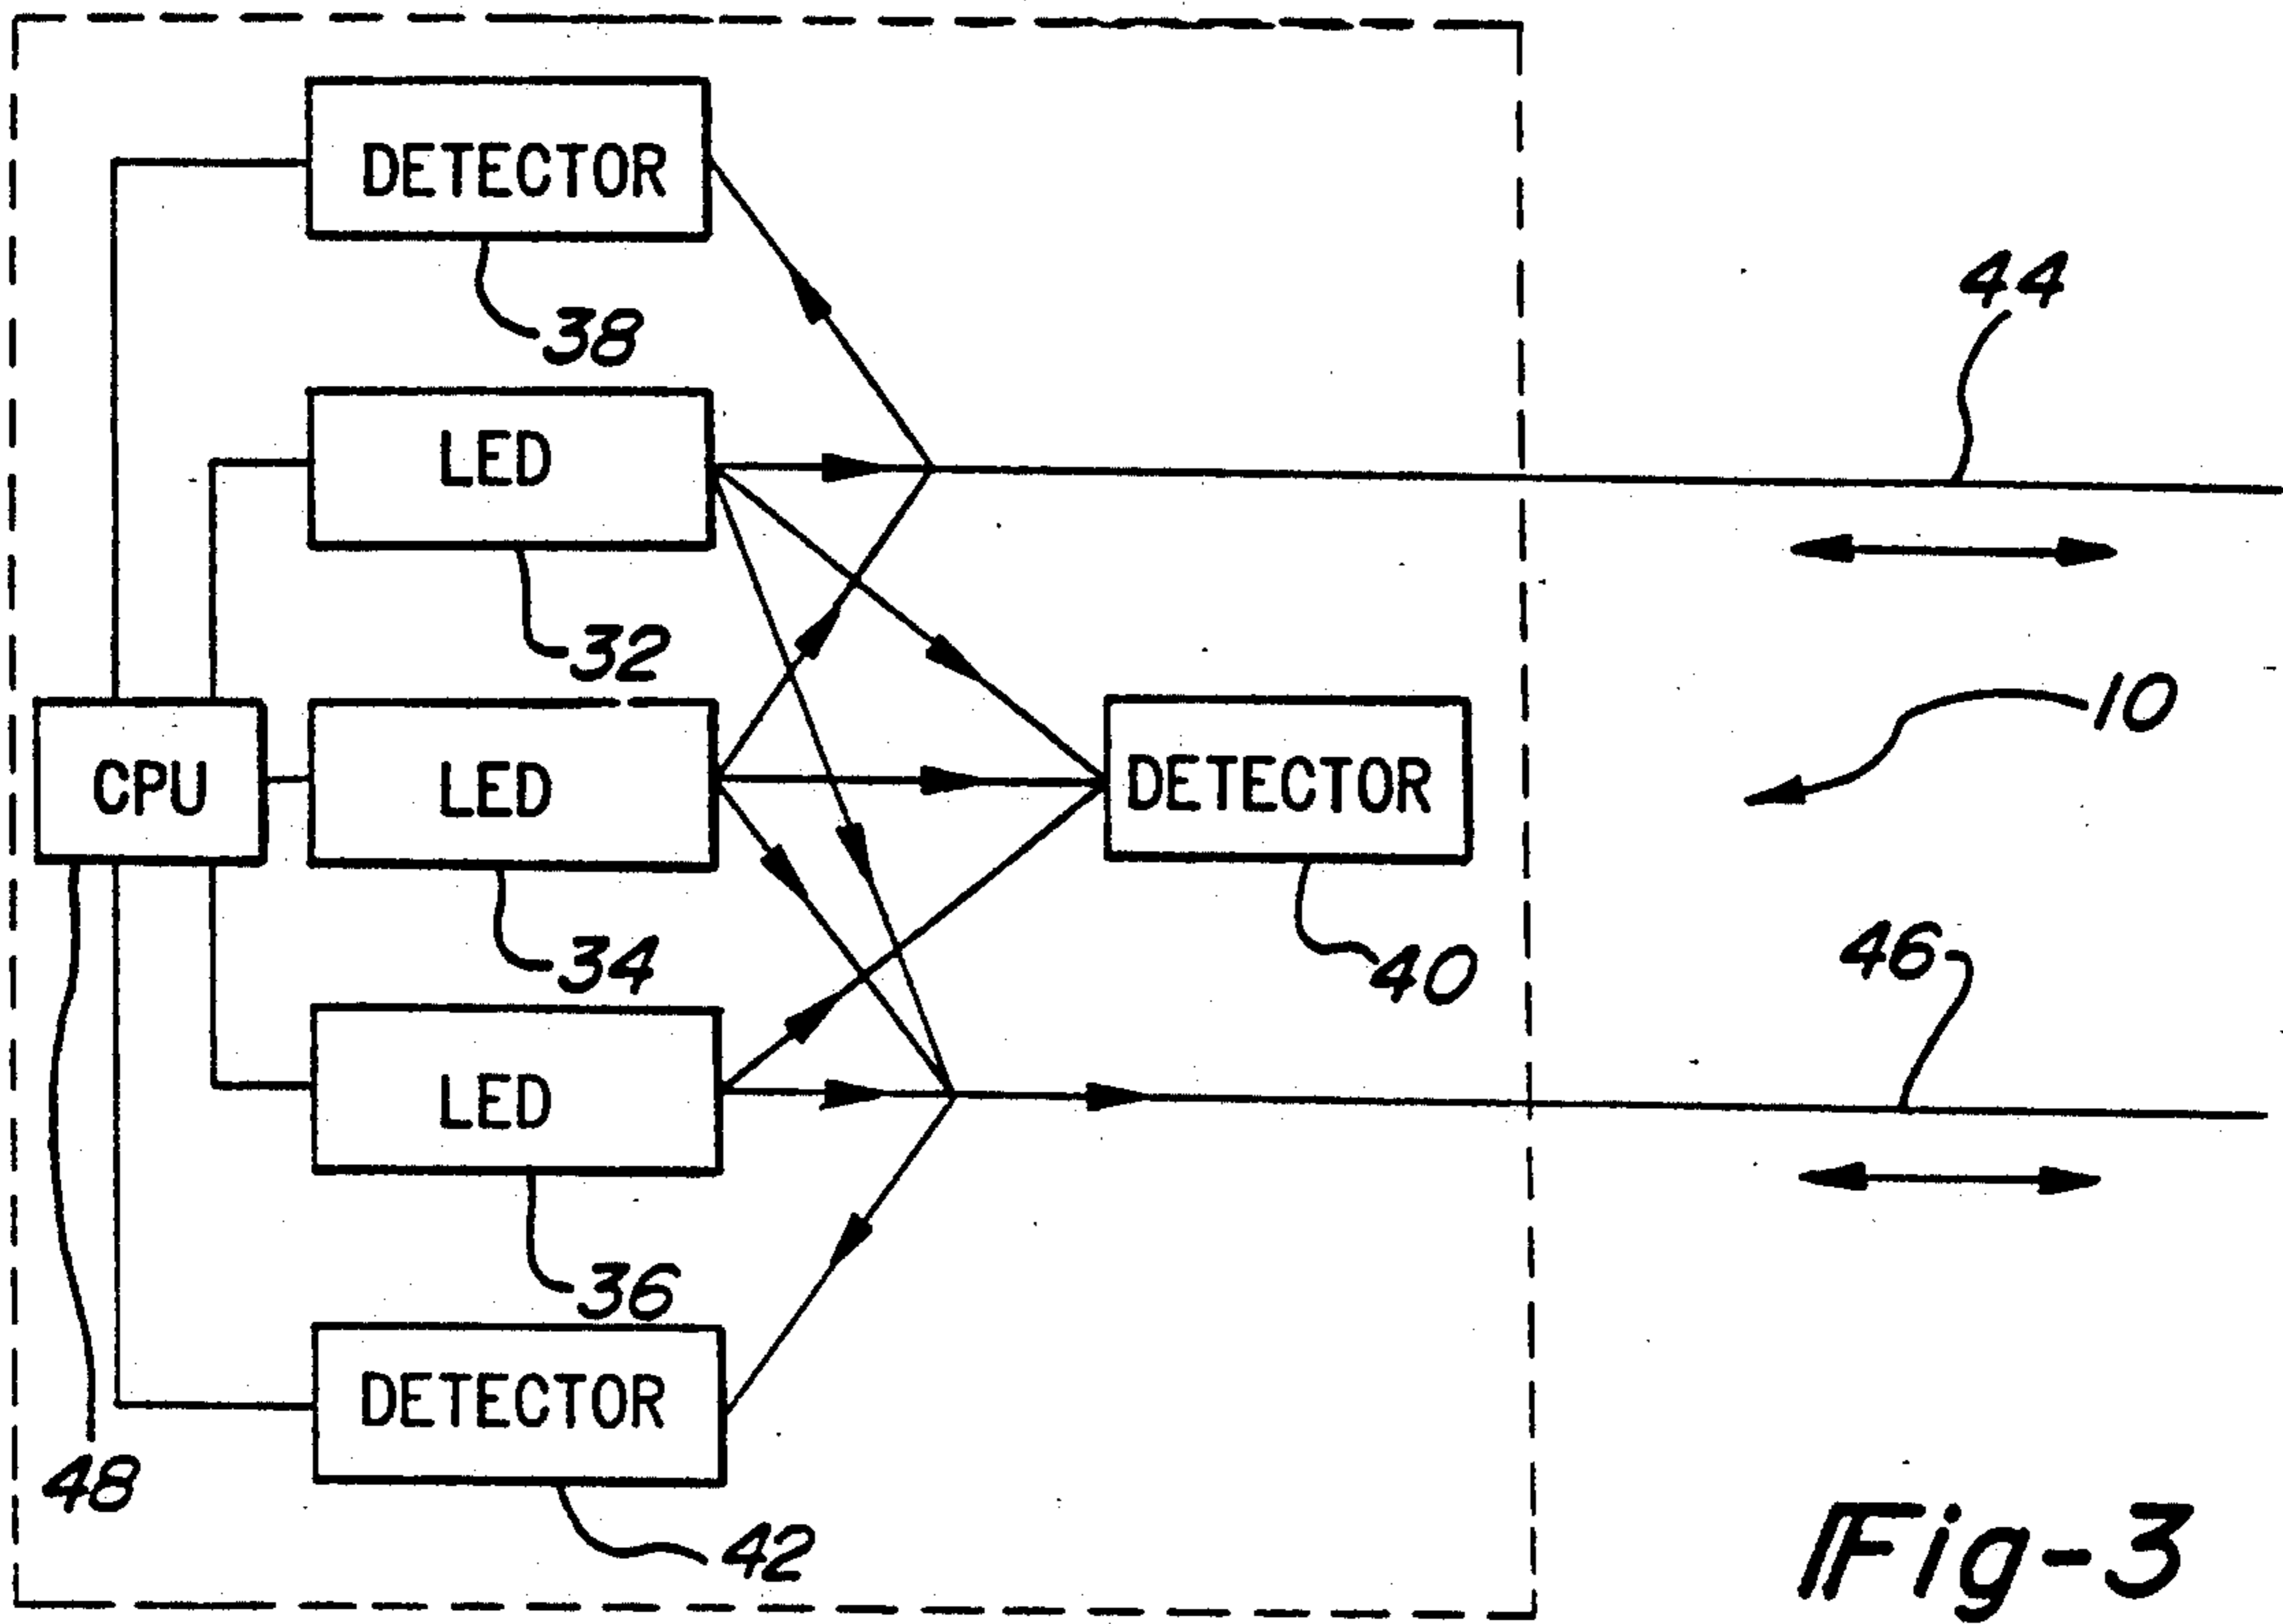 DETECTOR
38
44
LED
32
10
CPU
LED
DETECTOR
34
40
46
LED
36
DETECTOR
48
42
Fig-3